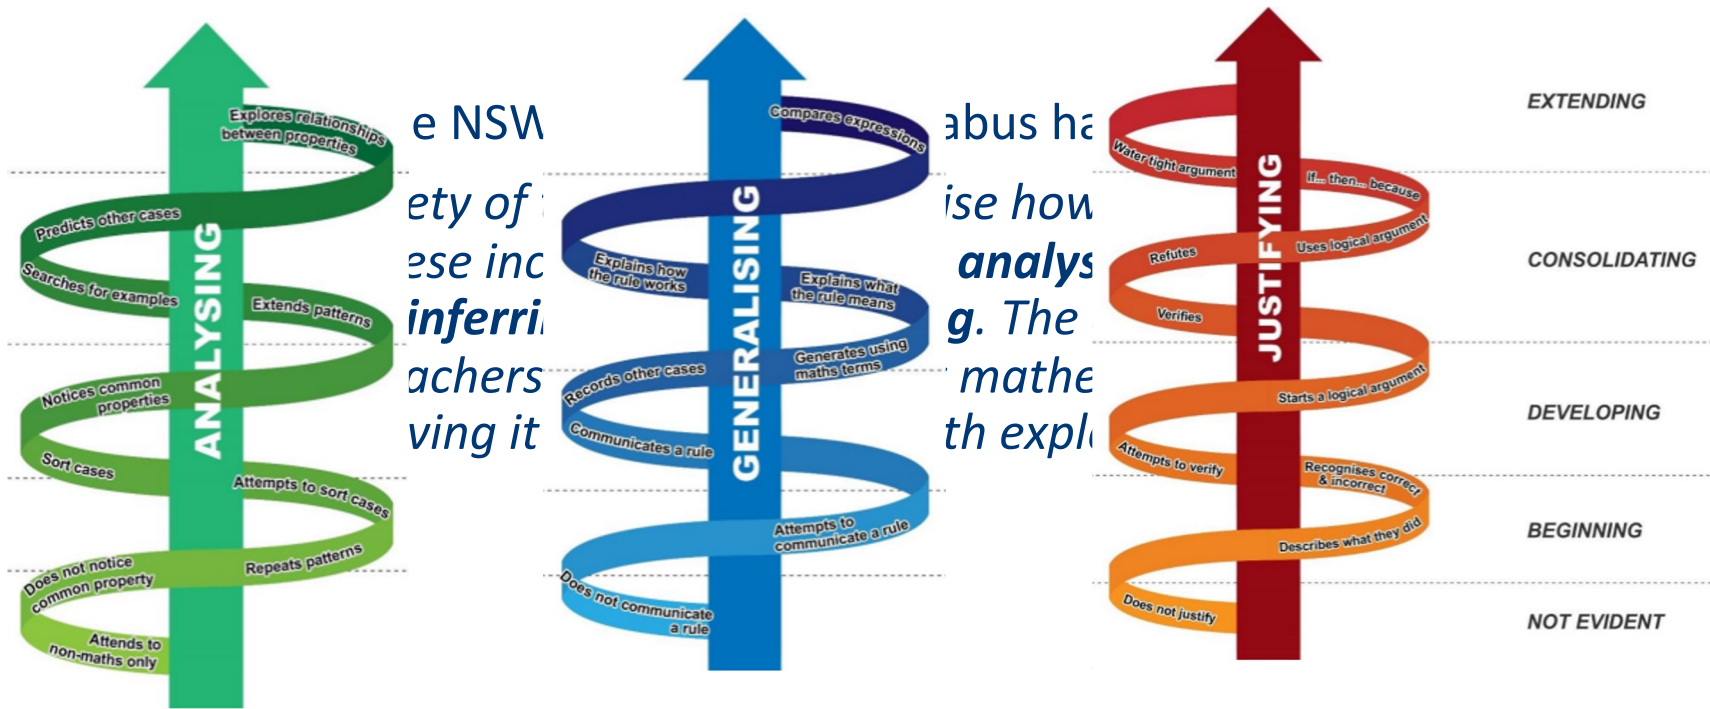 Explores relationships
between properties
Predicts other cases
Searches for examples
Extends patterns
Notices common
properties
Sort cases
Attempts to sort cases
Does not notice
common property
Repeats patterns
Attends to
non-maths only
ANALYSING
e NSW
abus ha
ety of
ise how
ese inc
analys
inferri
g. The
achers
mathe
ving it
th expl
Compares expressions
Explains how
the rule works
Explains what
the rule means
Generates using
maths terms
Records other cases
Communicates a rule
Attempts to
communicate a rule
Does not communicate
a rule
GENERALISING
Water tight argument
If... then... because
Uses logical argument
Refutes
Verifies
Starts a logical argument
Attempts to verify
Recognises correct
& incorrect
Describes what they did
Does not justify
JUSTIFYING
EXTENDING
CONSOLIDATING
DEVELOPING
BEGINNING
NOT EVIDENT